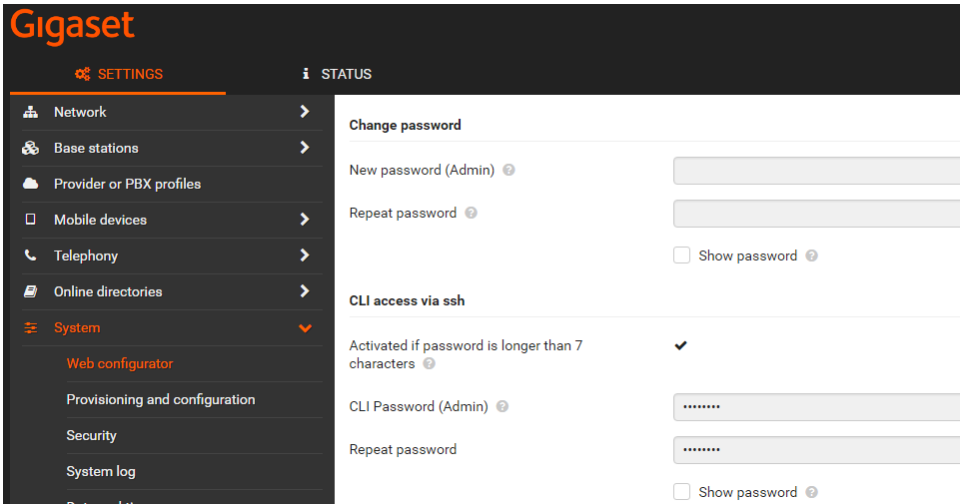 Gigaset
SETTINGS
STATUS
Network
Base stations
Provider or PBX profiles
Mobile devices
Telephony
Online directories
System
Web configurator
Provisioning and configuration
Security
System log
Change password
New password (Admin)
Repeat password
Show password
CLI access via ssh
Activated if password is longer than 7
characters
CLI Password (Admin)
••••••••
Repeat password
••••••••
Show password